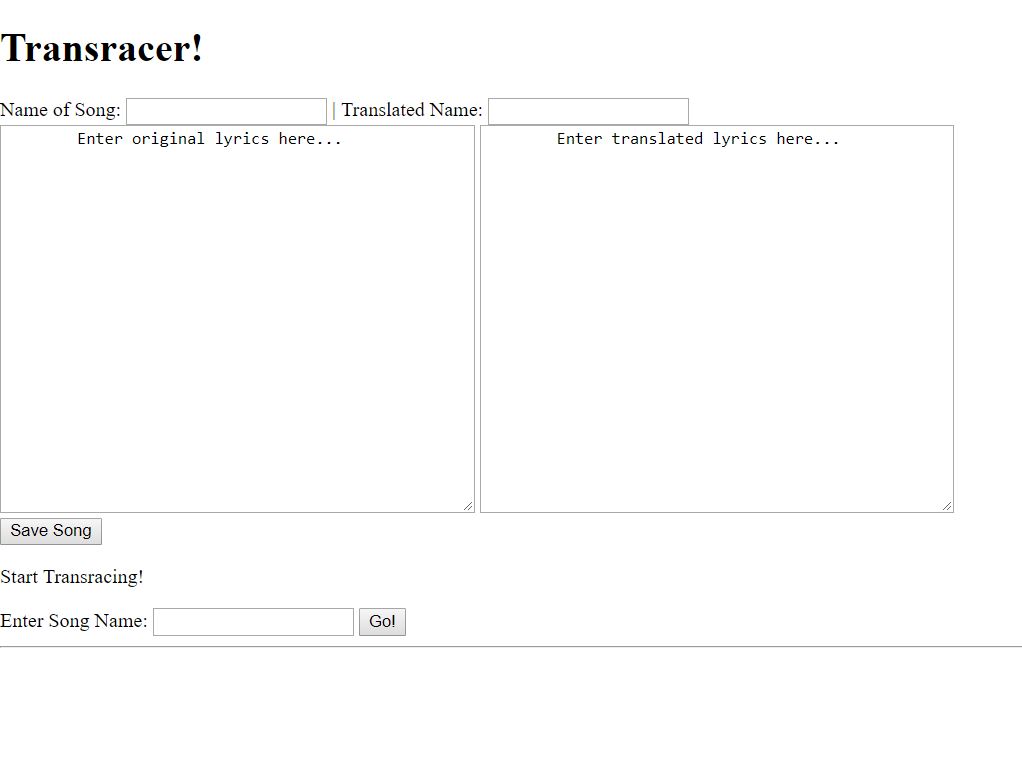 Transracer!
Name of Song: | Translated Name:
Enter original lyrics here... Enter translated lyrics here...
Save Song
Start Transracing!
Enter Song Name: Go!